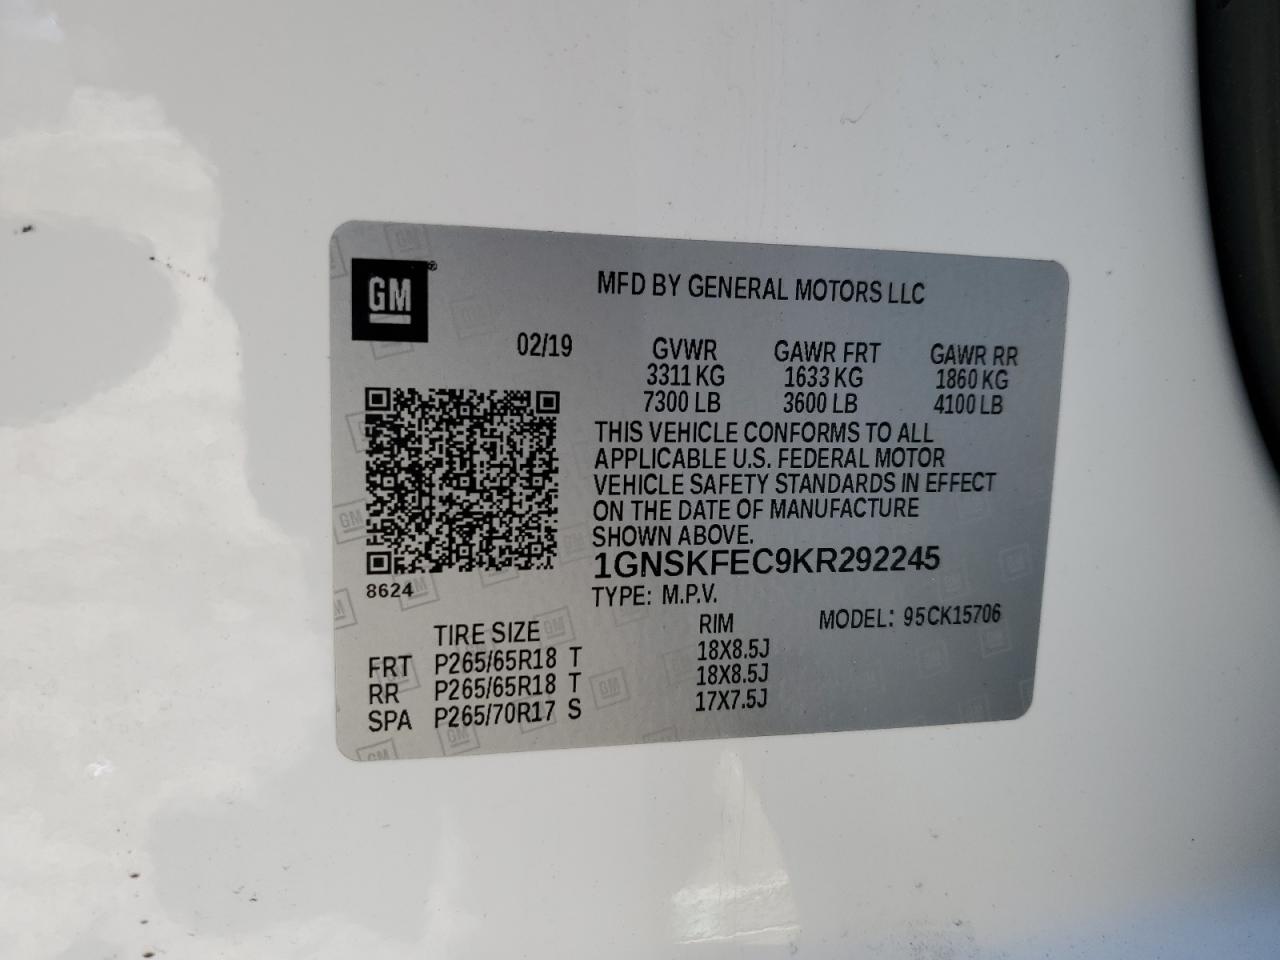 GM®
MFD BY GENERAL MOTORS LLC
02/19 GVWR GAWR FRT GAWR RR
3311 KG 1633 KG 1860 KG
7300 LB 3600 LB 4100 LB
THIS VEHICLE CONFORMS TO ALL
APPLICABLE U.S. FEDERAL MOTOR
VEHICLE SAFETY STANDARDS IN EFFECT
ON THE DATE OF MANUFACTURE
SHOWN ABOVE.
1GNSKFEC9KR292245
8624
TYPE: M.P.V. MODEL: 95CK15706
TIRE SIZE RIM
FRT P265/65R18 T 18X8.5J
RR P265/65R18 T 18X8.5J
SPA P265/70R17 S 17X7.5J